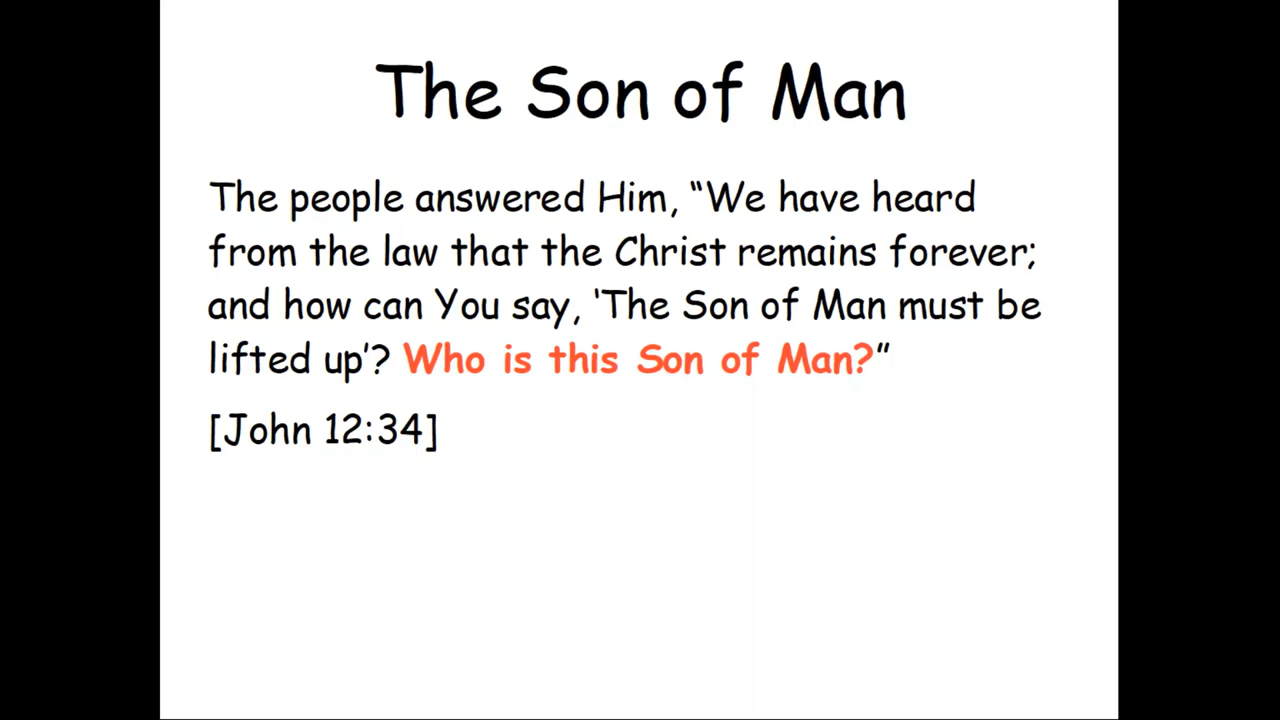 The Son of Man
The people answered Him, “We have heard
from the law that the Christ remains forever;
and how can You say, ‘The Son of Man must be
lifted up’? Who is this Son of Man?”
[John 12:34]